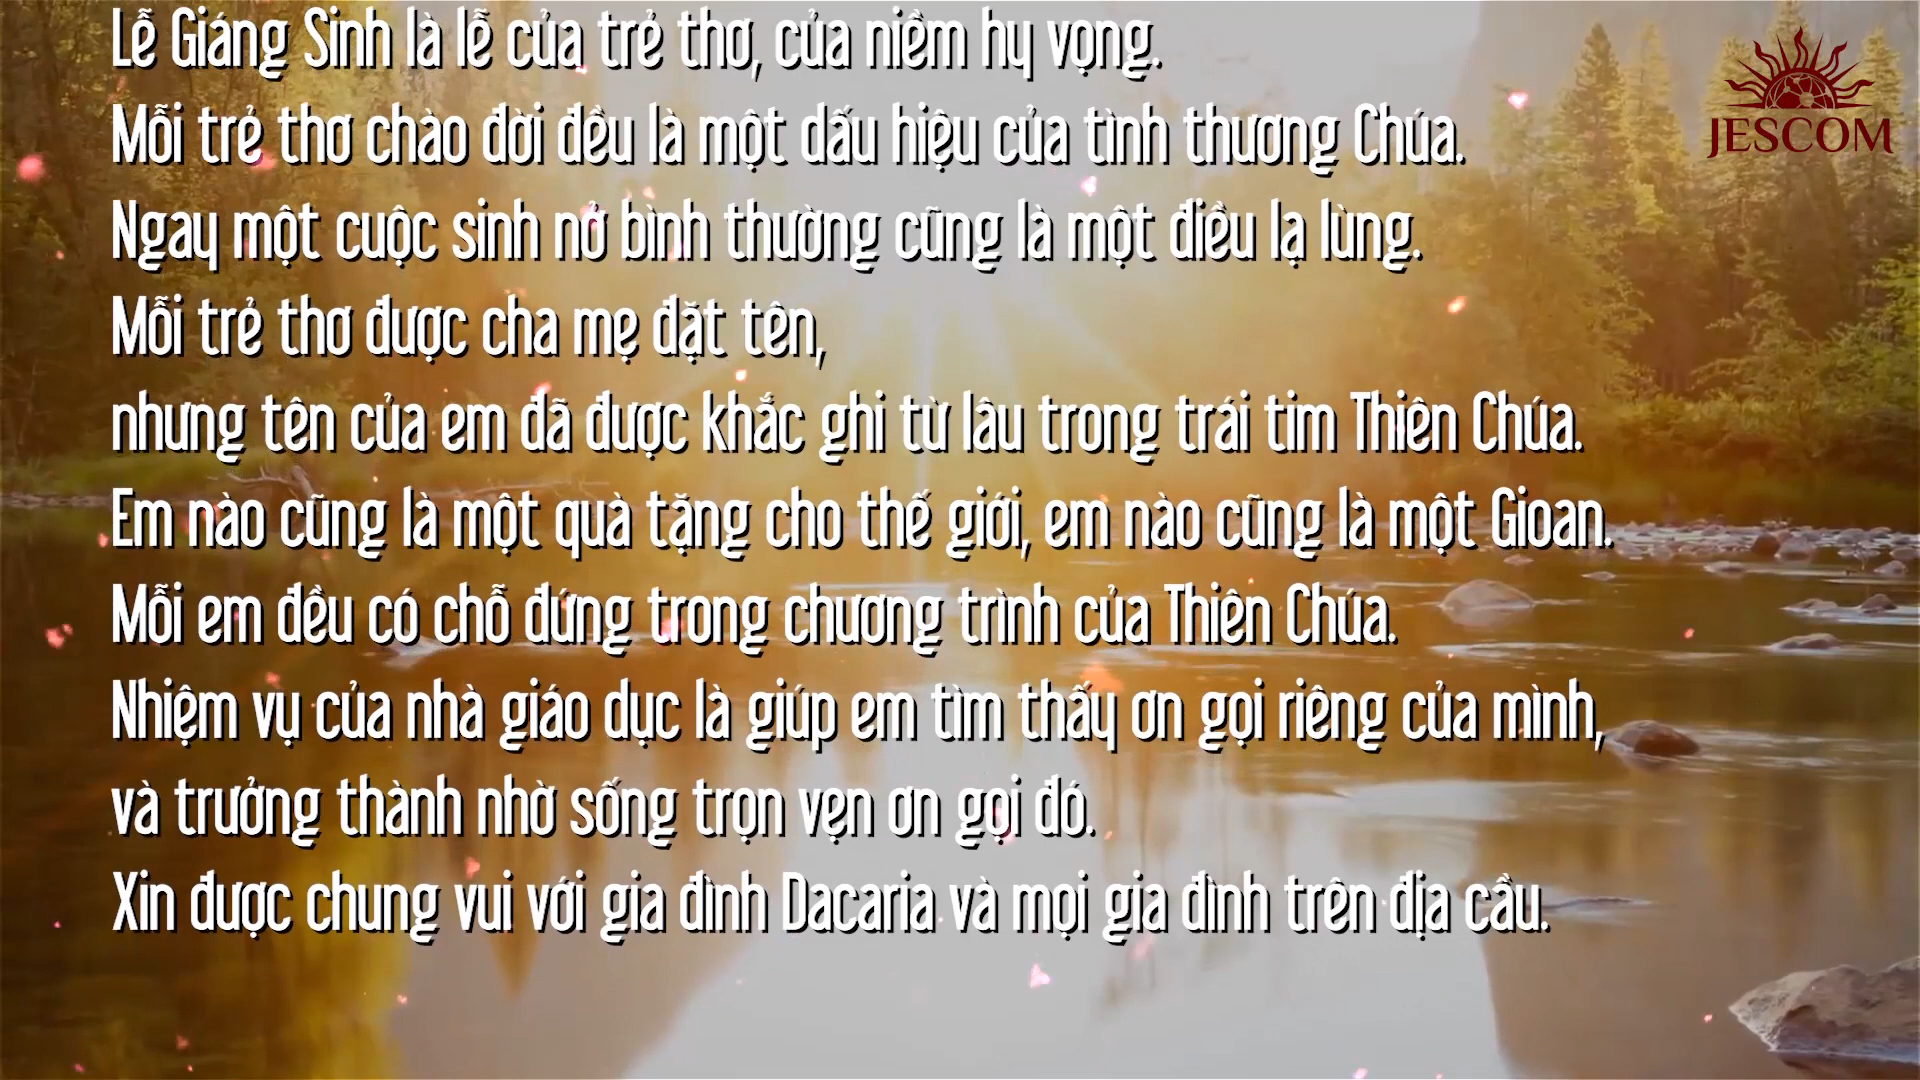 Lễ Giáng Sinh là lễ của trẻ thơ, của niềm hy vọng.
JESCOM
Mỗi trẻ thơ chào đời đều là một dấu hiệu của tình thương Chúa.
Ngay một cuộc sinh nở bình thường cũng là một điều lạ lùng.
Mỗi trẻ thơ được cha mẹ đặt tên,
nhưng tên của em đã được khắc ghi từ lâu trong trái tim Thiên Chúa.
Em nào cũng là một quà tặng cho thế giới, em nào cũng là một Gioan.
Mỗi em đều có chỗ đứng trong chương trình của Thiên Chúa.
Nhiệm vụ của nhà giáo dục là giúp em tìm thấy ơn gọi riêng của mình,
và trưởng thành nhờ sống trọn vẹn ơn gọi đó.
Xin được chung vui với gia đình Dacaria và mọi gia đình trên địa cầu.